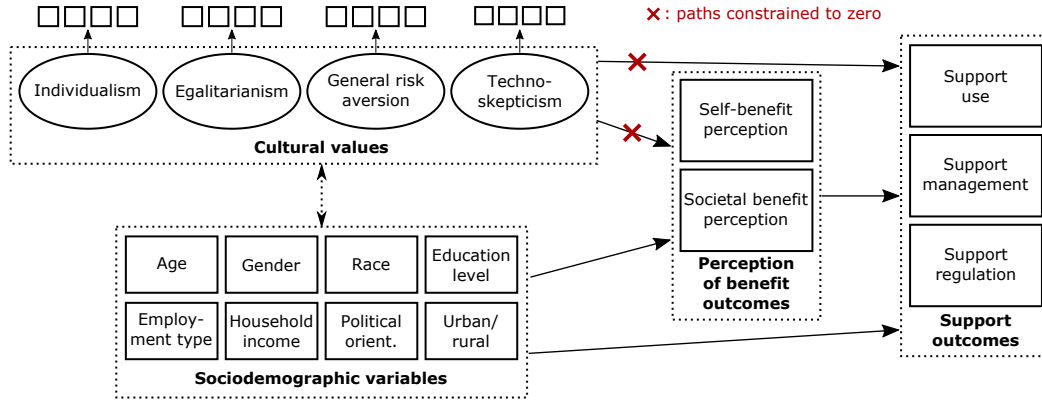 ✕ : paths constrained to zero
Individualism
Egalitarianism
General risk
aversion
Techno-
skepticism
Cultural values
Self-benefit
perception
Societal benefit
perception
Perception
of benefit
outcomes
Support
use
Support
management
Support
regulation
Support
outcomes
Age
Gender
Race
Education
level
Employ-
ment type
Household
income
Political
orient.
Urban/
rural
Sociodemographic variables